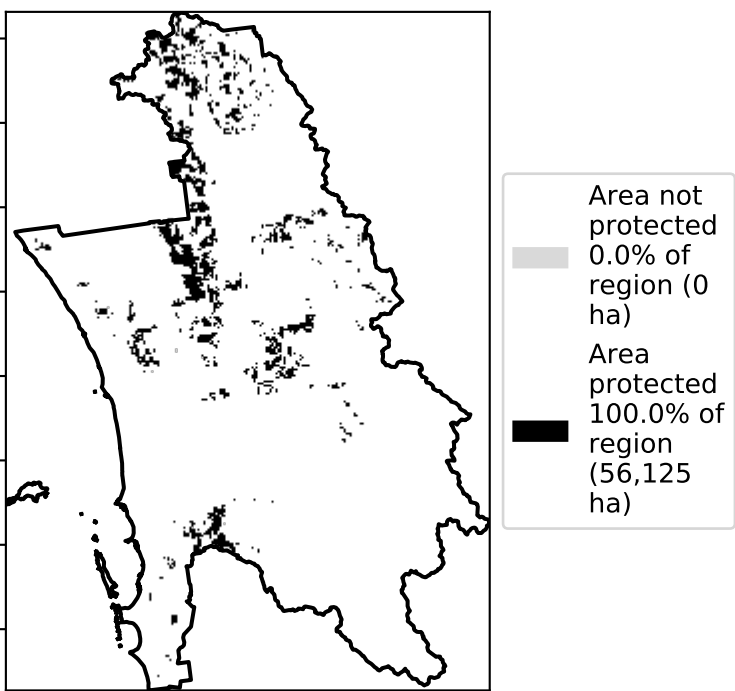 Area not
protected
0.0% of
region (0
ha)
Area
protected
100.0% of
region
(56,125
ha)